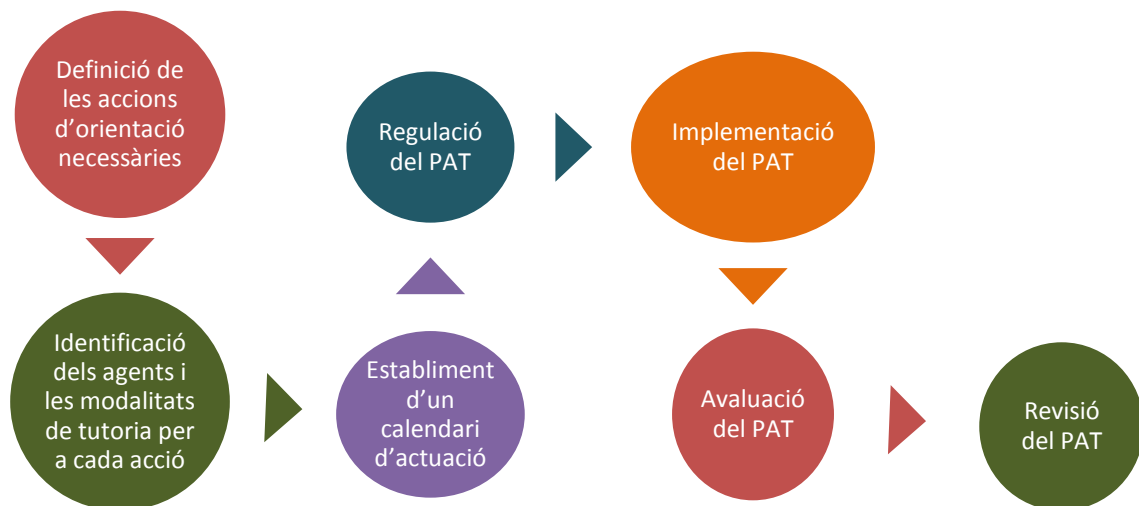 Definició de
les accions
d’orientació
necessàries
Identificació
dels agents i
les modalitats
de tutoria per
a cada acció
Establiment
d’un
calendari
d’actuació
Regulació
del PAT
Implementació
del PAT
Avaluació
del PAT
Revisió
del PAT